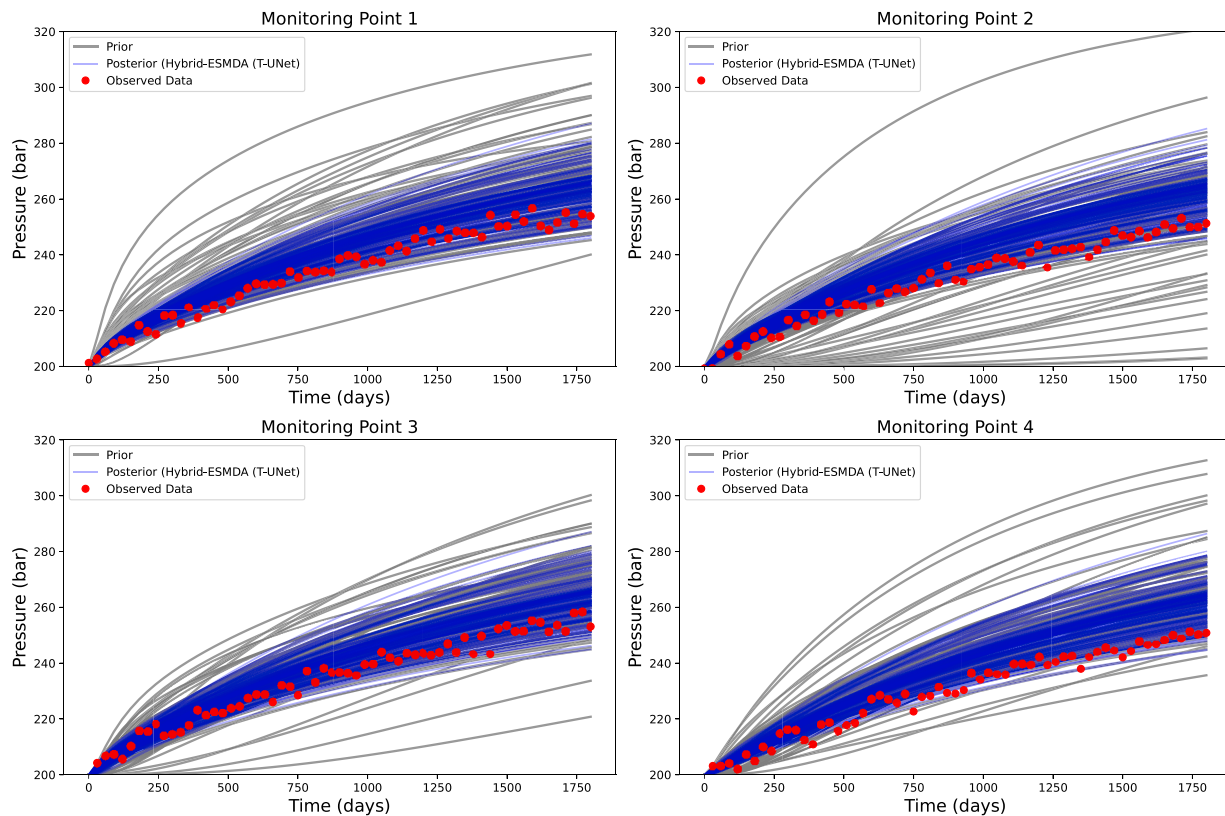 Monitoring Point 1
Pressure (bar)
320
300
280
260
240
220
200
Prior
Posterior (Hybrid-ESMDA (T-UNet)
Observed Data
0 250 500 750 1000 1250 1500 1750
Time (days)
Monitoring Point 2
Pressure (bar)
320
300
280
260
240
220
200
Prior
Posterior (Hybrid-ESMDA (T-UNet)
Observed Data
0 250 500 750 1000 1250 1500 1750
Time (days)
Monitoring Point 3
Pressure (bar)
320
300
280
260
240
220
200
Prior
Posterior (Hybrid-ESMDA (T-UNet)
Observed Data
0 250 500 750 1000 1250 1500 1750
Time (days)
Monitoring Point 4
Pressure (bar)
320
300
280
260
240
220
200
Prior
Posterior (Hybrid-ESMDA (T-UNet)
Observed Data
0 250 500 750 1000 1250 1500 1750
Time (days)